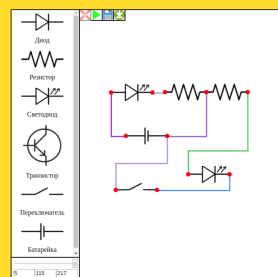 Диод
Резистор
Светодиод
Транзистор
Переключатель
Батарейка
5 115 217